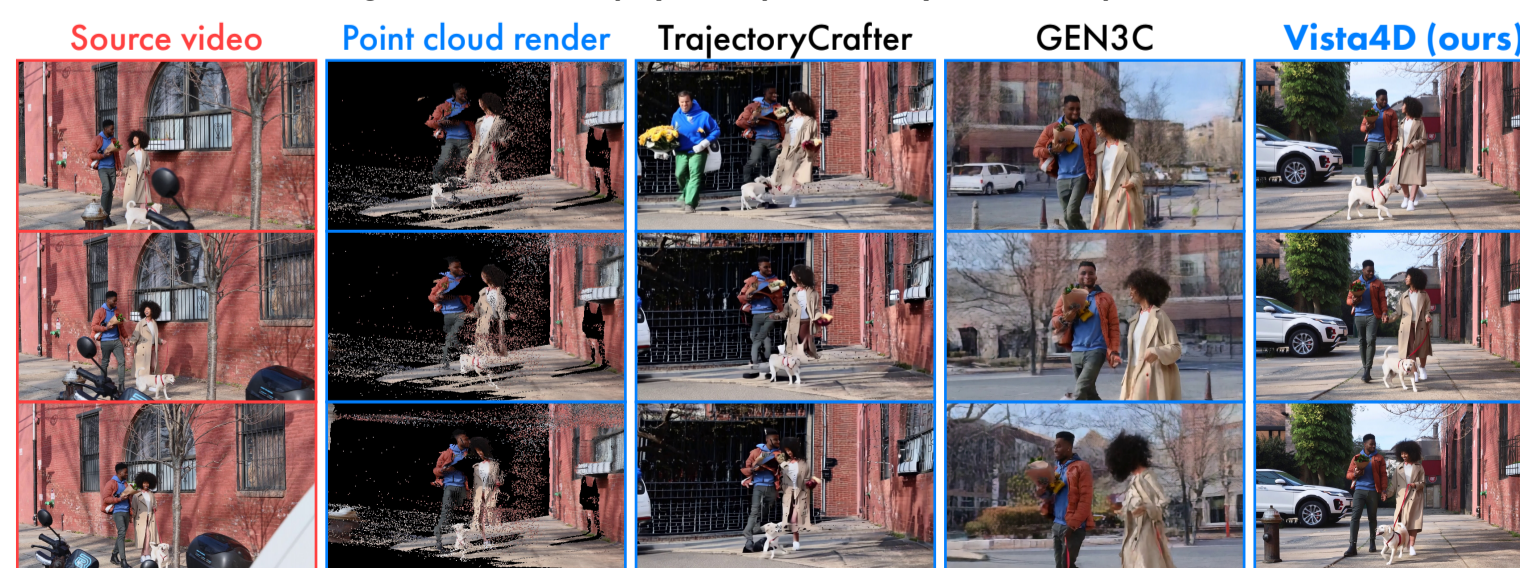 Source video
Point cloud render
TrajectoryCrafter
GEN3C
Vista4D (ours)